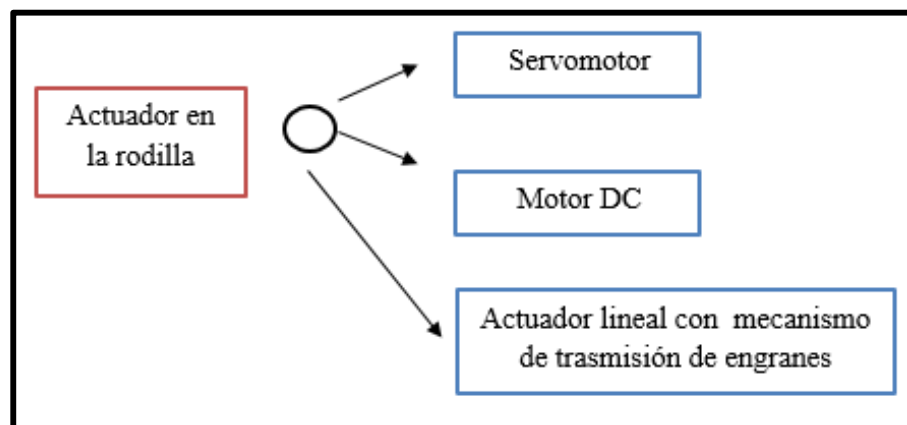 Actuador en
la rodilla
Servomotor
Motor DC
Actuador lineal con mecanismo
de trasmisión de engranes